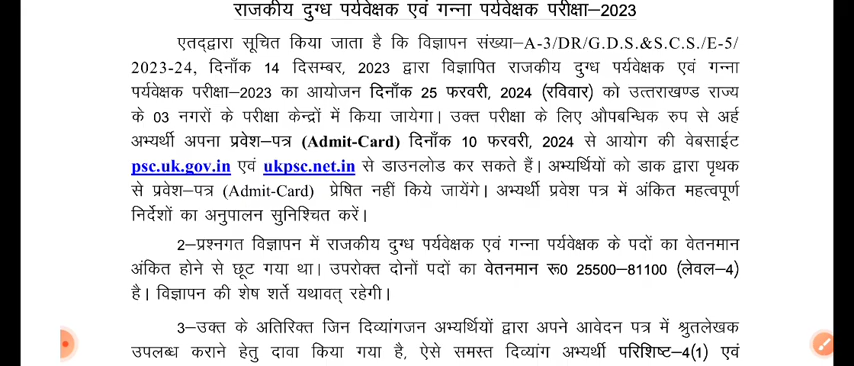 राजकीय दुग्ध पर्यवेक्षक एवं गन्ना पर्यवेक्षक परीक्षा–2023
एतद्द्वारा सूचित किया जाता है कि विज्ञापन संख्या–A-3/DR/G.D.S.&S.C.S./E-5/
2023-24, दिनाँक 14 दिसम्बर, 2023 द्वारा विज्ञापित राजकीय दुग्ध पर्यवेक्षक एवं गन्ना
पर्यवेक्षक परीक्षा–2023 का आयोजन दिनाँक 25 फरवरी, 2024 (रविवार) को उत्तराखण्ड राज्य
के 03 नगरों के परीक्षा केन्द्रों में किया जायेगा। उक्त परीक्षा के लिए औपबन्धिक रुप से अर्ह
अभ्यर्थी अपना प्रवेश–पत्र (Admit-Card) दिनाँक 10 फरवरी, 2024 से आयोग की वेबसाईट
psc.uk.gov.in एवं ukpsc.net.in से डाउनलोड कर सकते हैं। अभ्यर्थियों को डाक द्वारा पृथक
से प्रवेश–पत्र (Admit-Card) प्रेषित नहीं किये जायेंगे। अभ्यर्थी प्रवेश पत्र में अंकित महत्वपूर्ण
निर्देशों का अनुपालन सुनिश्चित करें।
2–प्रश्नगत विज्ञापन में राजकीय दुग्ध पर्यवेक्षक एवं गन्ना पर्यवेक्षक के पदों का वेतनमान
अंकित होने से छूट गया था। उपरोक्त दोनों पदों का वेतनमान रू0 25500–81100 (लेवल–4)
है। विज्ञापन की शेष शर्ते यथावत् रहेगी।
3–उक्त के अतिरिक्त जिन दिव्यांगजन अभ्यर्थियों द्वारा अपने आवेदन पत्र में श्रुतलेखक
उपलब्ध कराने हेतु दावा किया गया है, ऐसे समस्त दिव्यांग अभ्यर्थी परिशिष्ट–4(1) एवं